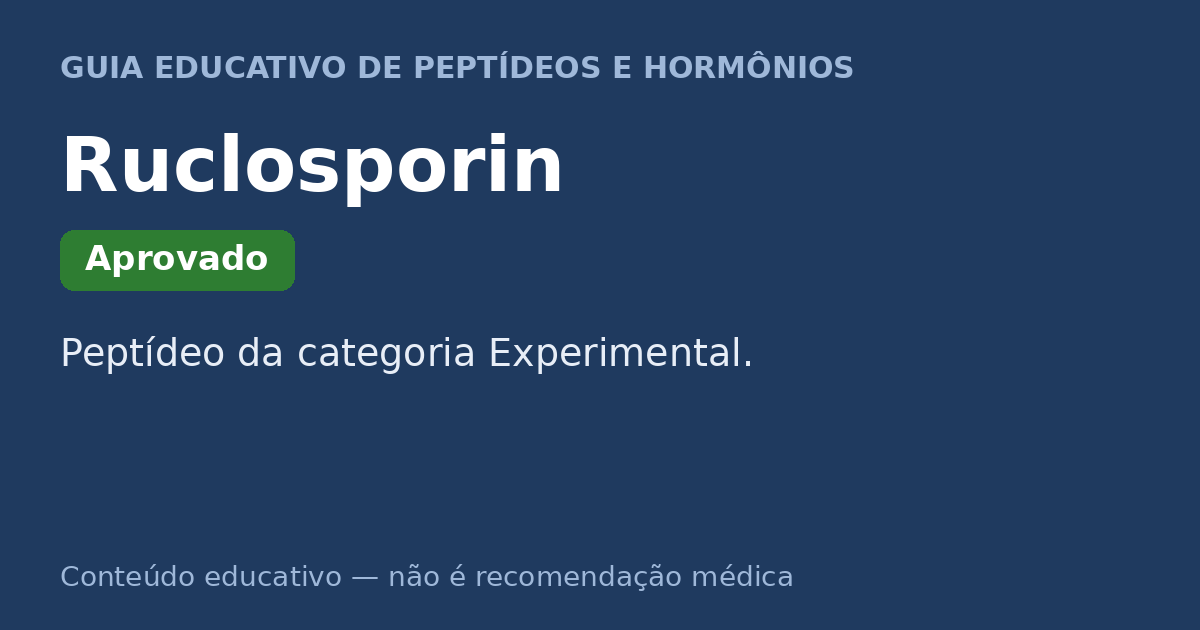 GUIA EDUCATIVO DE PEPTÍDEOS E HORMÔNIOS
Ruclosporin
Aprovado
Peptídeo da categoria Experimental.
Conteúdo educativo — não é recomendação médica